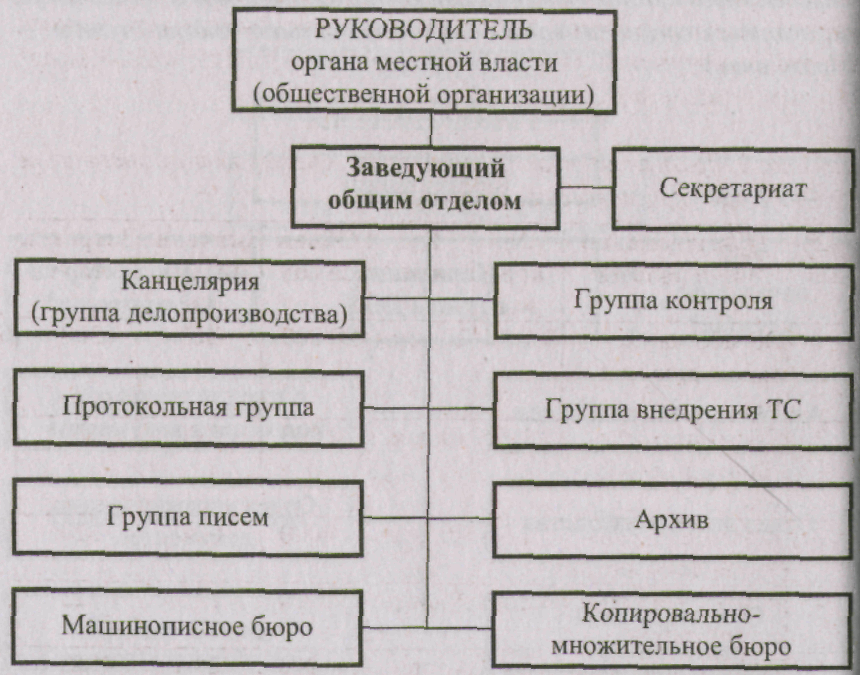 РУКОВОДИТЕЛЬ
органа местной власти
(общественной организации)
Заведующий
общим отделом
Секретариат
Канцелярия
(группа делопроизводства)
Группа контроля
Протокольная группа
Группа внедрения ТС
Группа писем
Архив
Машинописное бюро
Копировально-
множительное бюро